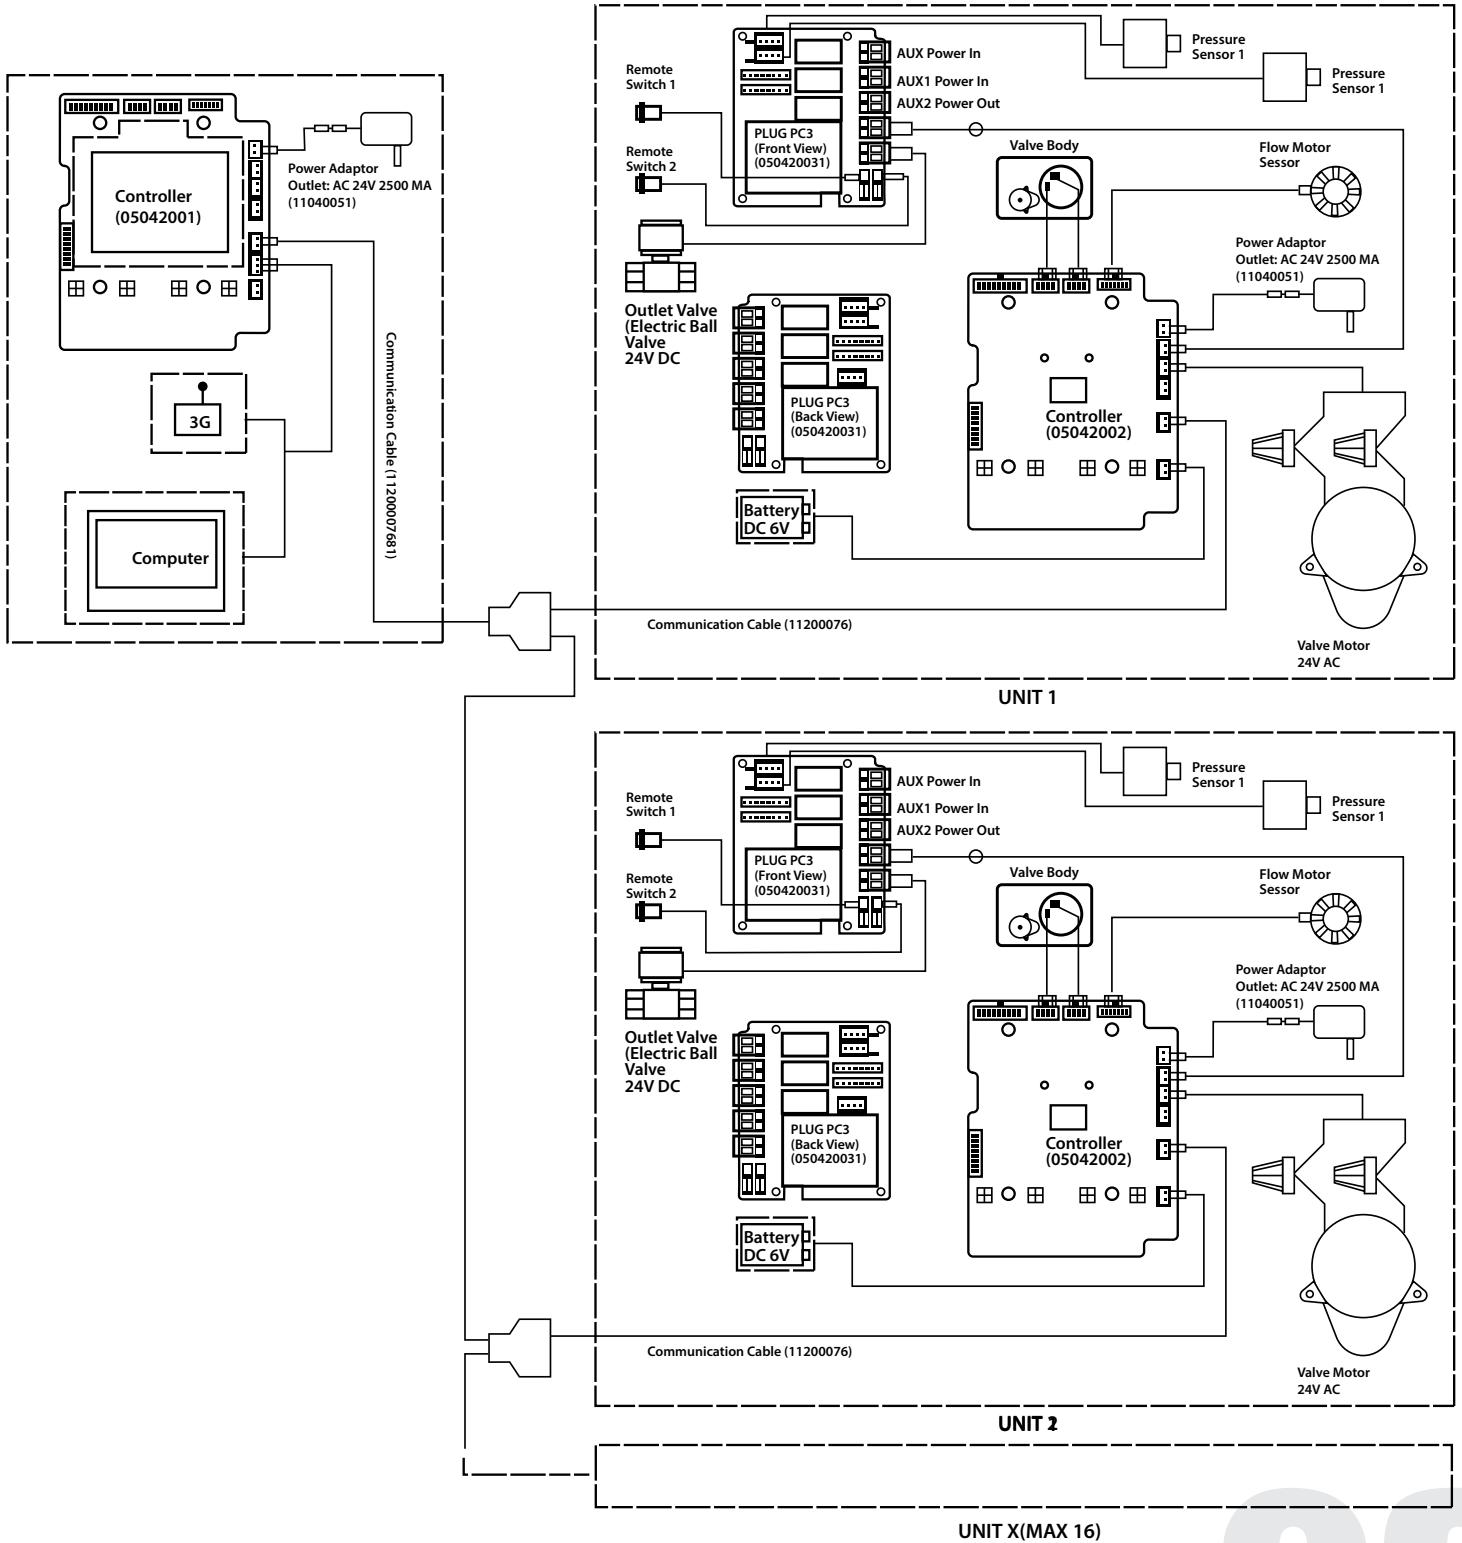 Controller
(05042001)
Power Adaptor
Outlet: AC 24V 2500 MA
(11040051)
3G
Computer
Communication Cable (11200007681)
Remote
Switch 1
Remote
Switch 2
PLUG PC3
(Front View)
(050420031)
AUX Power In
AUX1 Power In
AUX2 Power Out
Pressure
Sensor 1
Pressure
Sensor 1
Valve Body
Flow Motor
Sessor
Power Adaptor
Outlet: AC 24V 2500 MA
(11040051)
Outlet Valve
(Electric Ball
Valve
24V DC
PLUG PC3
(Back View)
(050420031)
Controller
(05042002)
Battery
DC 6V
Communication Cable (11200076)
Valve Motor
24V AC
UNIT 1
Remote
Switch 1
Remote
Switch 2
PLUG PC3
(Front View)
(050420031)
AUX Power In
AUX1 Power In
AUX2 Power Out
Pressure
Sensor 1
Pressure
Sensor 1
Valve Body
Flow Motor
Sessor
Power Adaptor
Outlet: AC 24V 2500 MA
(11040051)
Outlet Valve
(Electric Ball
Valve
24V DC
PLUG PC3
(Back View)
(050420031)
Controller
(05042002)
Battery
DC 6V
Communication Cable (11200076)
Valve Motor
24V AC
UNIT 2
UNIT X(MAX 16)